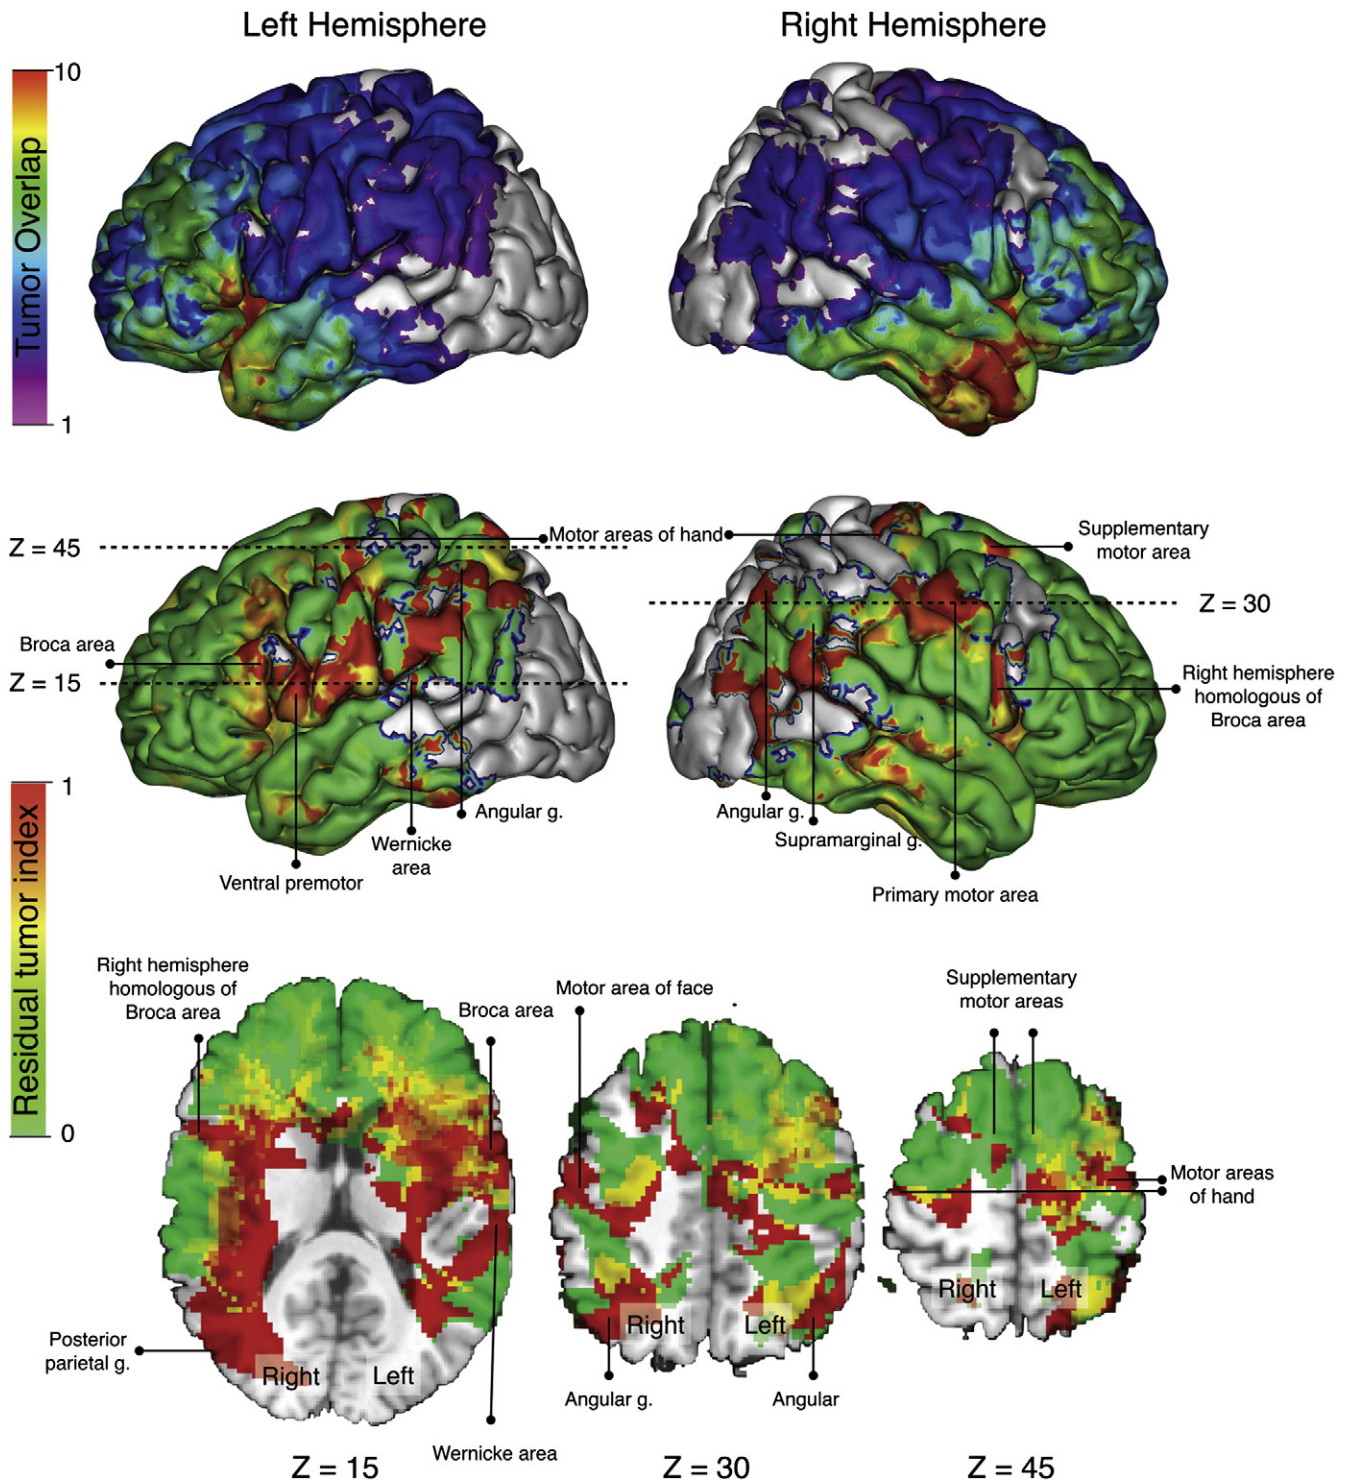 Left Hemisphere
Right Hemisphere
10
Tumor Overlap
1
Z = 45
Motor areas of hand
Supplementary
motor area
Z = 30
Broca area
Z = 15
Right hemisphere
homologous of
Broca area
Angular g.
Wernicke
area
Ventral premotor
Angular g.
Supramarginal g.
Primary motor area
1
Residual tumor index
0
Right hemisphere
homologous of
Broca area
Broca area
Motor area of face
Supplementary
motor areas
Motor areas
of hand
Posterior
parietal g.
Right
Left
Right
Left
Right
Left
Angular g.
Angular
Wernicke area
Z = 15
Z = 30
Z = 45